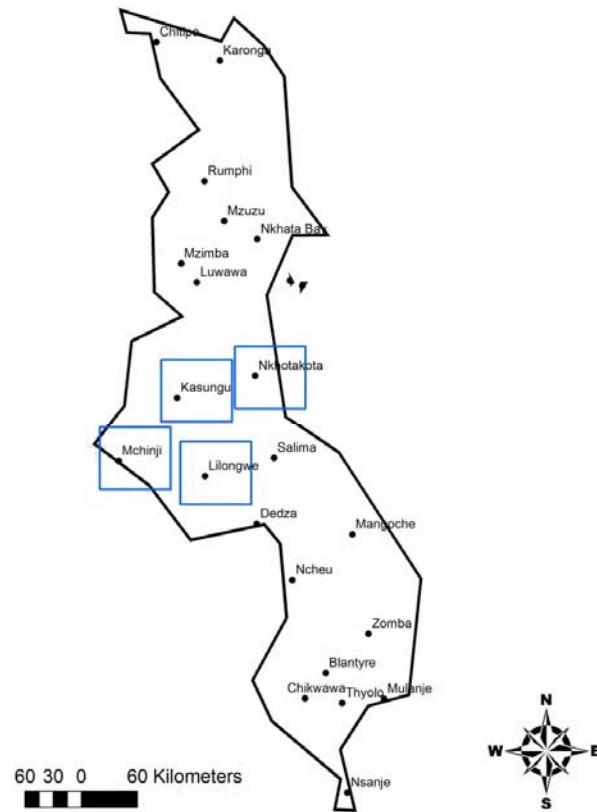 Chitipa
Karonga
Rumphi
Mzuzu
Nkhata Bay
Mzimba
Luwawa
Nkhotakota
Kasungu
Mchinji
Salima
Lilongwe
Dedza
Mangoche
Ncheu
Zomba
Blantyre
Chikwawa
Thyolo
Mulanje
N
W
E
S
60 30 0 60 Kilometers
Nsanje